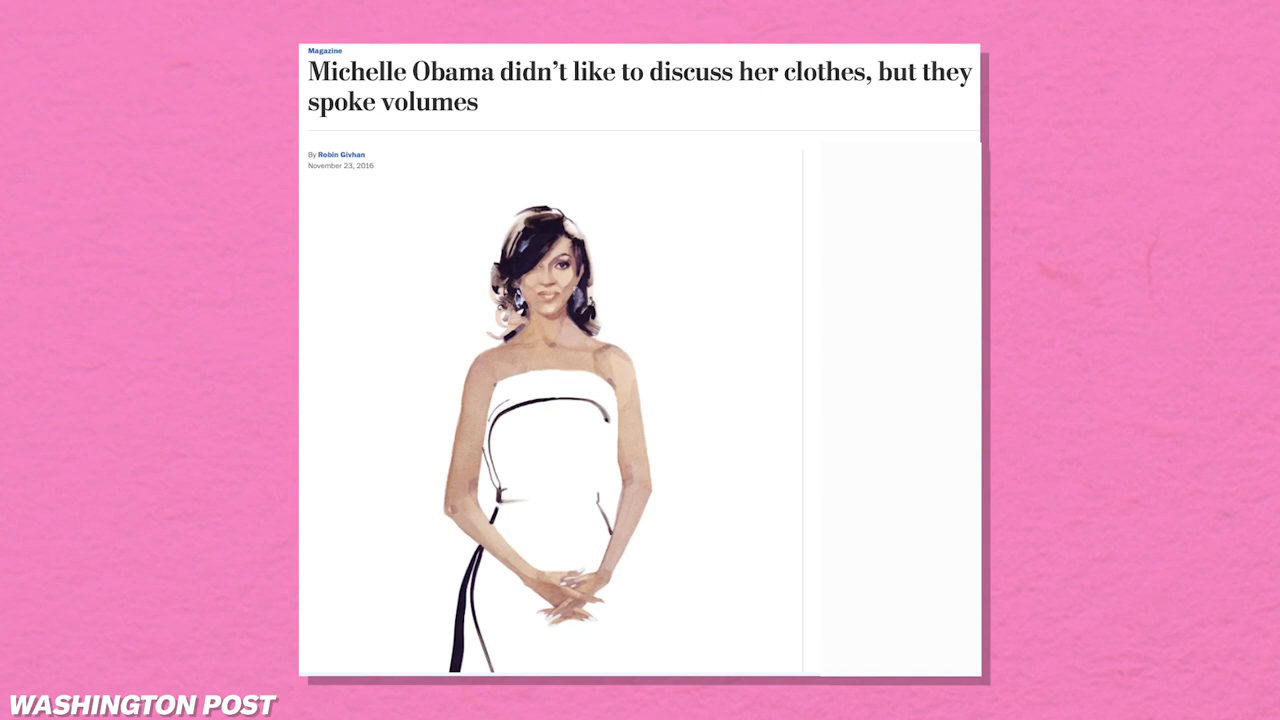 Magazine
Michelle Obama didn’t like to discuss her clothes, but they
spoke volumes
By Robin Givhan
November 23, 2016
WASHINGTON POST